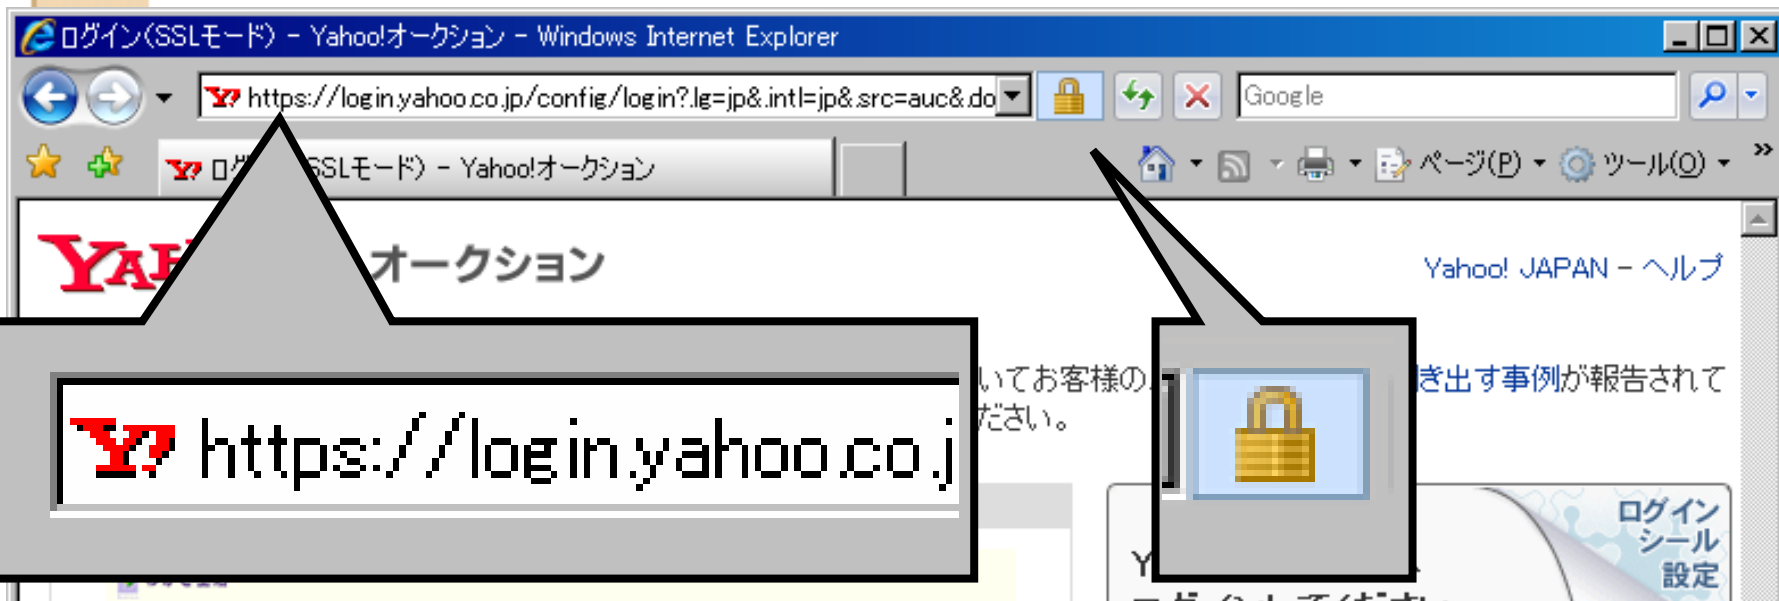 ログイン(SSLモード) - Yahoo!オークション - Windows Internet Explorer
https://login.yahoo.co.jp/config/login?.lg=jp&.intl=jp&.src=auc&.do
Google
SSLモード) - Yahoo!オークション
ページ(P) ツール(O) »
オークション
Yahoo! JAPAN - ヘルプ
いてお客様の き出す事例が報告されて
ださい。
https://login.yahoo.co.j
ログイン
シール
設定